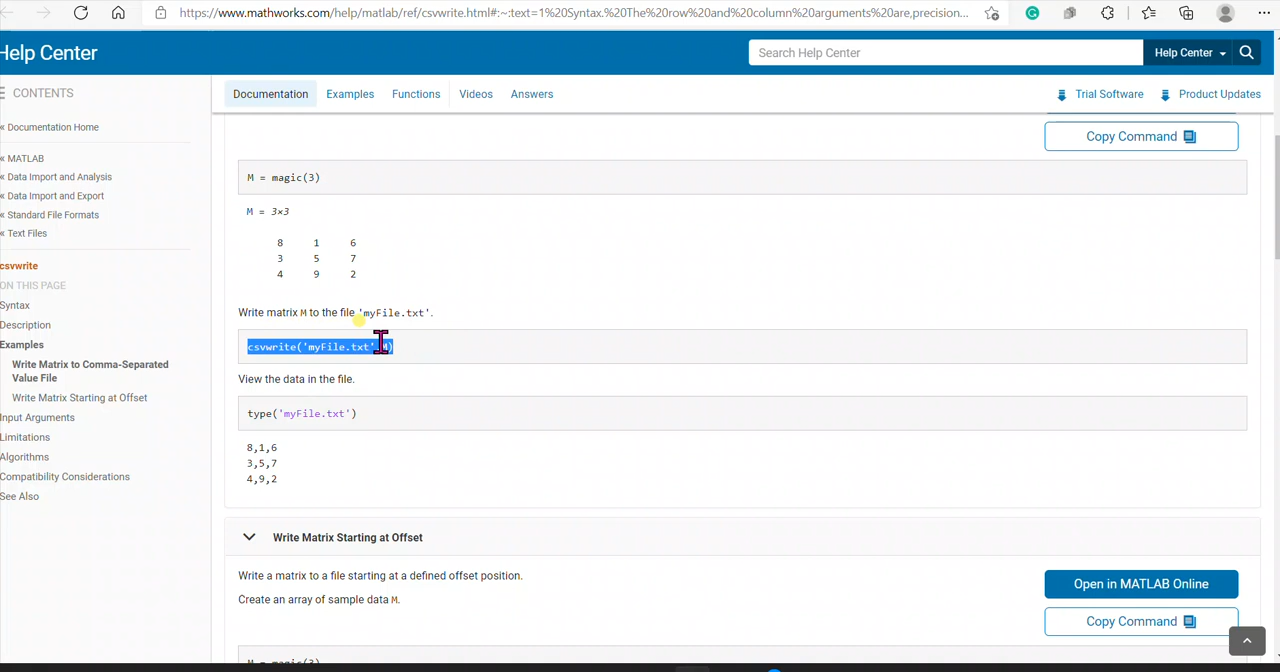 https://www.mathworks.com/help/matlab/ref/csvwrite.html#:~:text=1%20Syntax.%20The%20row%20and%20column%20arguments%20are,precision...
Help Center
Search Help Center
Help Center
CONTENTS
Documentation
Examples
Functions
Videos
Answers
Trial Software
Product Updates
« Documentation Home
« MATLAB
« Data Import and Analysis
« Data Import and Export
« Standard File Formats
« Text Files
csvwrite
ON THIS PAGE
Syntax
Description
Examples
Write Matrix to Comma-Separated
Value File
Write Matrix Starting at Offset
Input Arguments
Limitations
Algorithms
Compatibility Considerations
See Also
Copy Command
M = magic(3)
M = 3×3
8 1 6
3 5 7
4 9 2
Write matrix M to the file 'myFile.txt'.
csvwrite('myFile.txt',M)
View the data in the file.
type('myFile.txt')
8,1,6
3,5,7
4,9,2
Write Matrix Starting at Offset
Write a matrix to a file starting at a defined offset position.
Open in MATLAB Online
Create an array of sample data M.
Copy Command
M = magic(3)